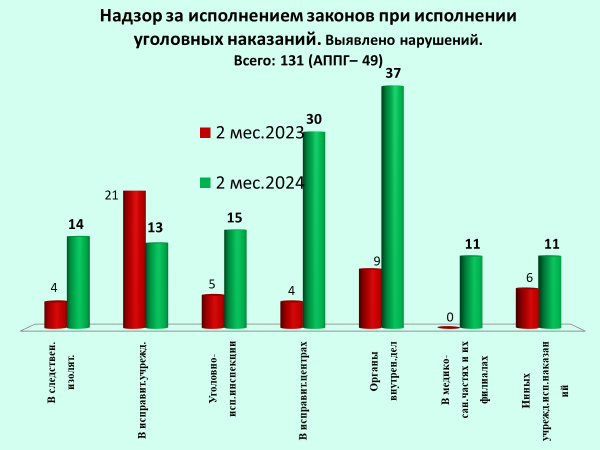 Надзор за исполнением законов при исполнении
уголовных наказаний. Выявлено нарушений.
Всего: 131 (АППГ– 49)
2 мес.2023
2 мес.2024
4
14
21
13
5
15
4
30
9
37
0
11
6
11
В следствен.
изолят.
В исправит.учрежд.
Уголовно-
исп.инспекции
В исправит.центрах
Органы
внутрен.дел
В медико-
сан.частях и их
филиалах
Инных
учрежд.исп.наказан
ий